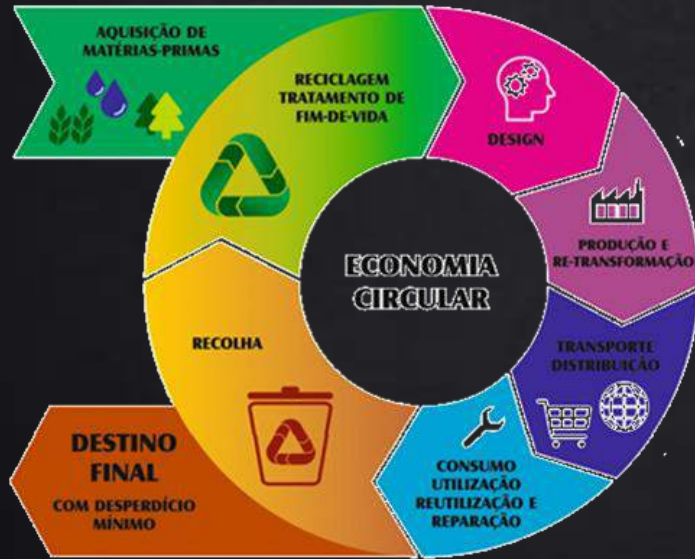 AQUISIÇÃO DE
MATÉRIAS-PRIMAS
RECICLAGEM
TRATAMENTO DE
FIM-DE-VIDA
DESIGN
PRODUÇÃO E
RE-TRANSFORMAÇÃO
TRANSPORTE
DISTRIBUIÇÃO
CONSUMO
UTILIZAÇÃO
REUTILIZAÇÃO E
REPARAÇÃO
RECOLHA
DESTINO
FINAL
COM DESPERDÍCIO
MÍNIMO
ECONOMIA
CIRCULAR